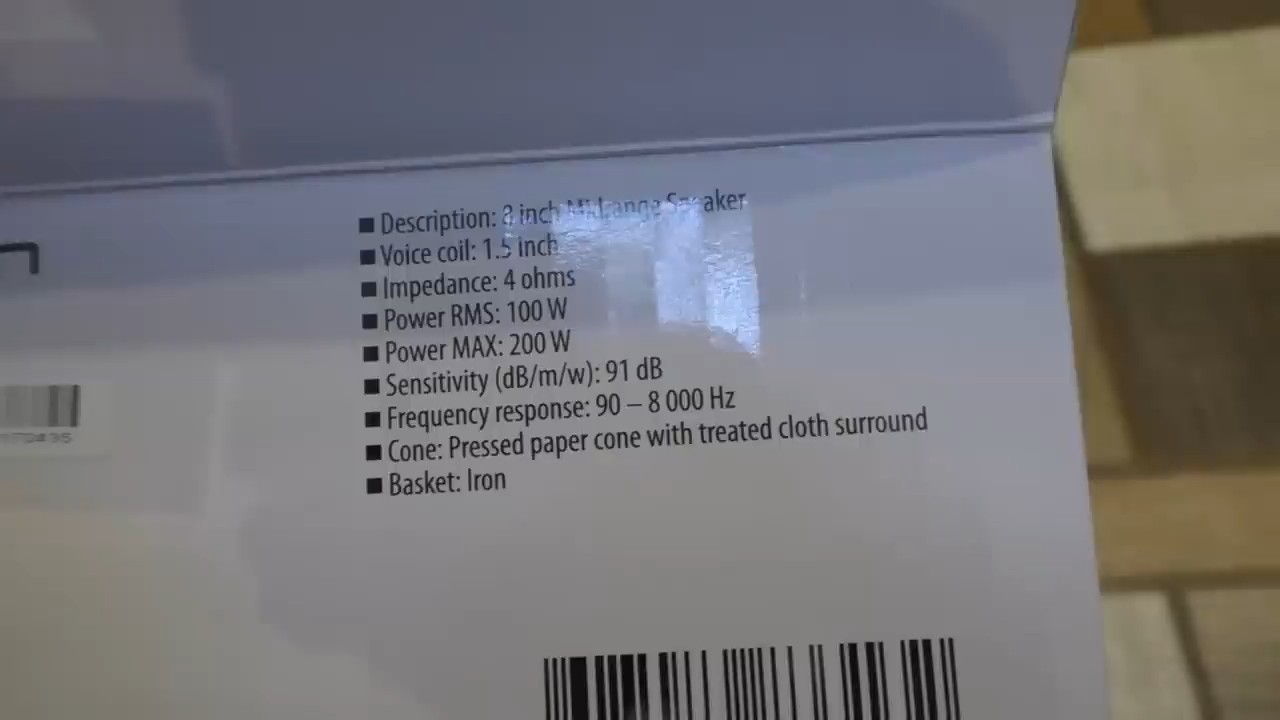 ■ Description: 8 inch Midrange Speaker
■ Voice coil: 1.5 inch
■ Impedance: 4 ohms
■ Power RMS: 100 W
■ Power MAX: 200 W
■ Sensitivity (dB/m/w): 91 dB
■ Frequency response: 90 – 8 000 Hz
■ Cone: Pressed paper cone with treated cloth surround
■ Basket: Iron